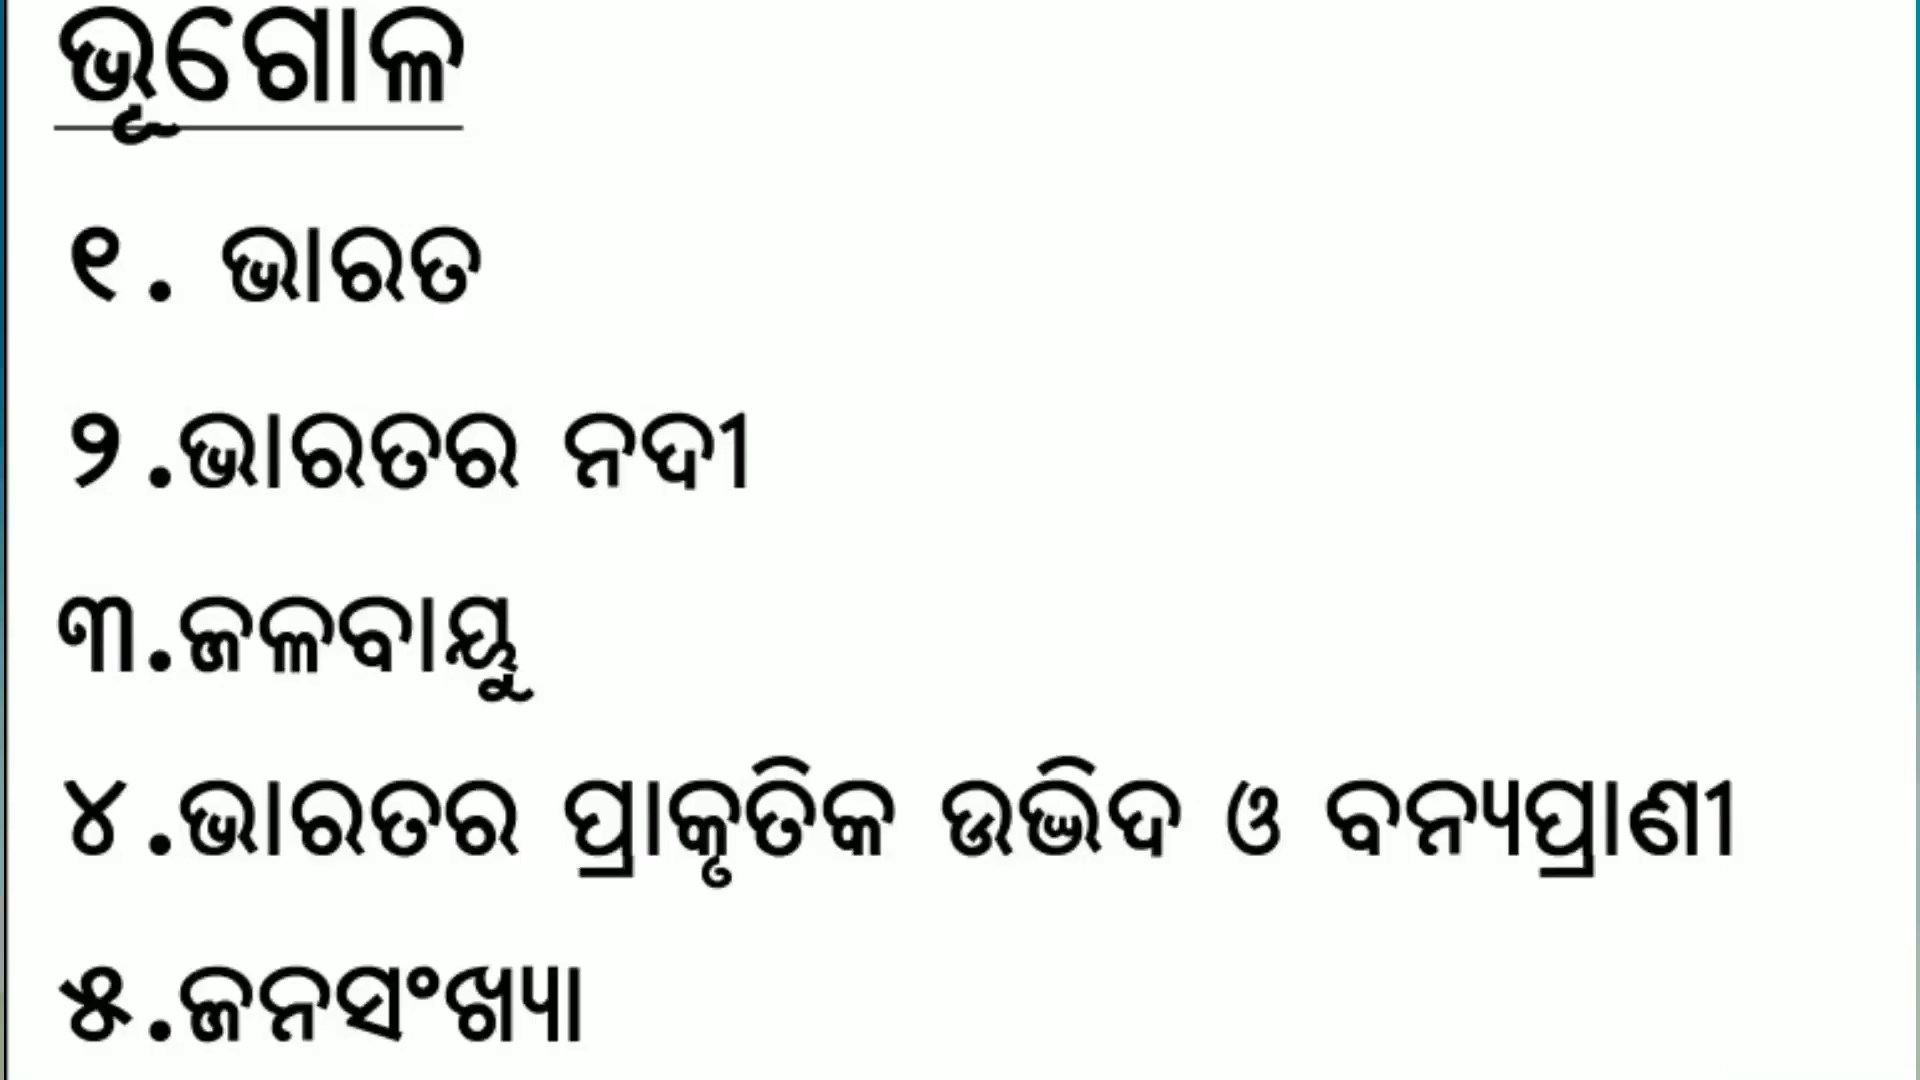 ଭୂଗୋଳ
୧. ଭାରତ
୨.ଭାରତର ନଦୀ
୩.ଜଳବାୟୁ
୪.ଭାରତର ପ୍ରାକୃତିକ ଉଦ୍ଭିଦ ଓ ବନ୍ୟପ୍ରାଣୀ
୫.ଜନସଂଖ୍ୟା